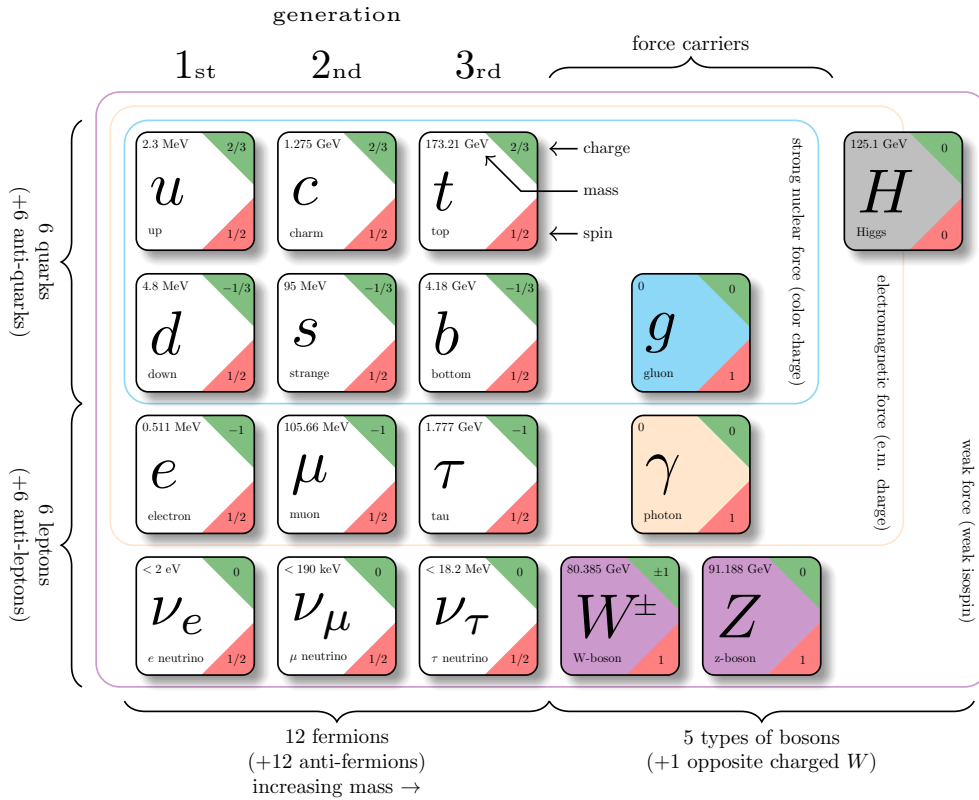 generation
1st
2nd
3rd
force carriers
6 quarks
(+6 anti-quarks)
6 leptons
(+6 anti-leptons)
2.3 MeV
2/3
u
up
1/2
1.275 GeV
2/3
c
charm
1/2
173.21 GeV
2/3
t
top
1/2
charge
mass
spin
125.1 GeV
0
H
Higgs
0
4.8 MeV
−1/3
d
down
1/2
95 MeV
−1/3
s
strange
1/2
4.18 GeV
−1/3
b
bottom
1/2
0
0
g
gluon
1
strong nuclear force (color charge)
0.511 MeV
−1
e
electron
1/2
105.66 MeV
−1
μ
muon
1/2
1.777 GeV
−1
τ
tau
1/2
0
0
γ
photon
1
electromagnetic force (e.m. charge)
< 2 eV
0
νe
e neutrino
1/2
< 190 keV
0
νμ
μ neutrino
1/2
< 18.2 MeV
0
ντ
τ neutrino
1/2
80.385 GeV
±1
W±
W-boson
1
91.188 GeV
0
Z
z-boson
1
weak force (weak isospin)
12 fermions
(+12 anti-fermions)
increasing mass →
5 types of bosons
(+1 opposite charged W)